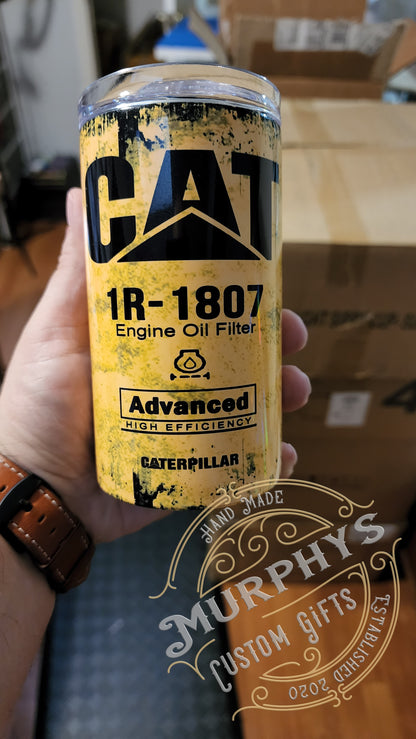 CAT
1R-1807
Engine Oil Filter
Advanced
HIGH EFFICIENCY
CATERPILLAR
HAND MADE
MURPHYS
CUSTOM GIFTS
ESTABLISHED 2020